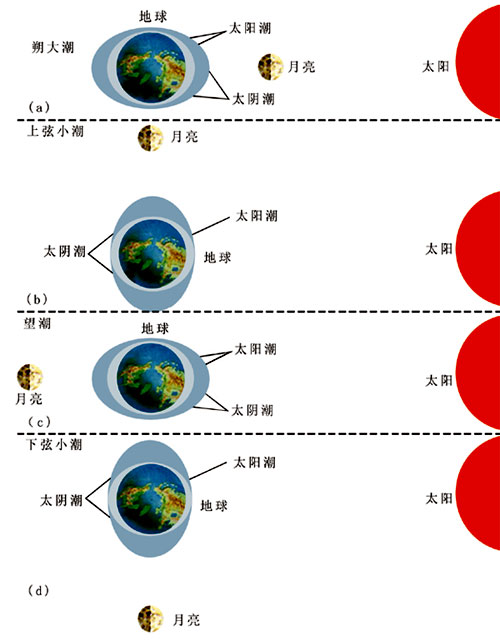 地球
太阳潮
朔大潮
月亮
太阳
太阴潮
(a)
上弦小潮
月亮
太阳潮
太阴潮
地球
太阳
(b)
望潮
地球
太阳潮
月亮
太阳
太阴潮
(c)
下弦小潮
太阳潮
太阴潮
地球
太阳
(d)
月亮